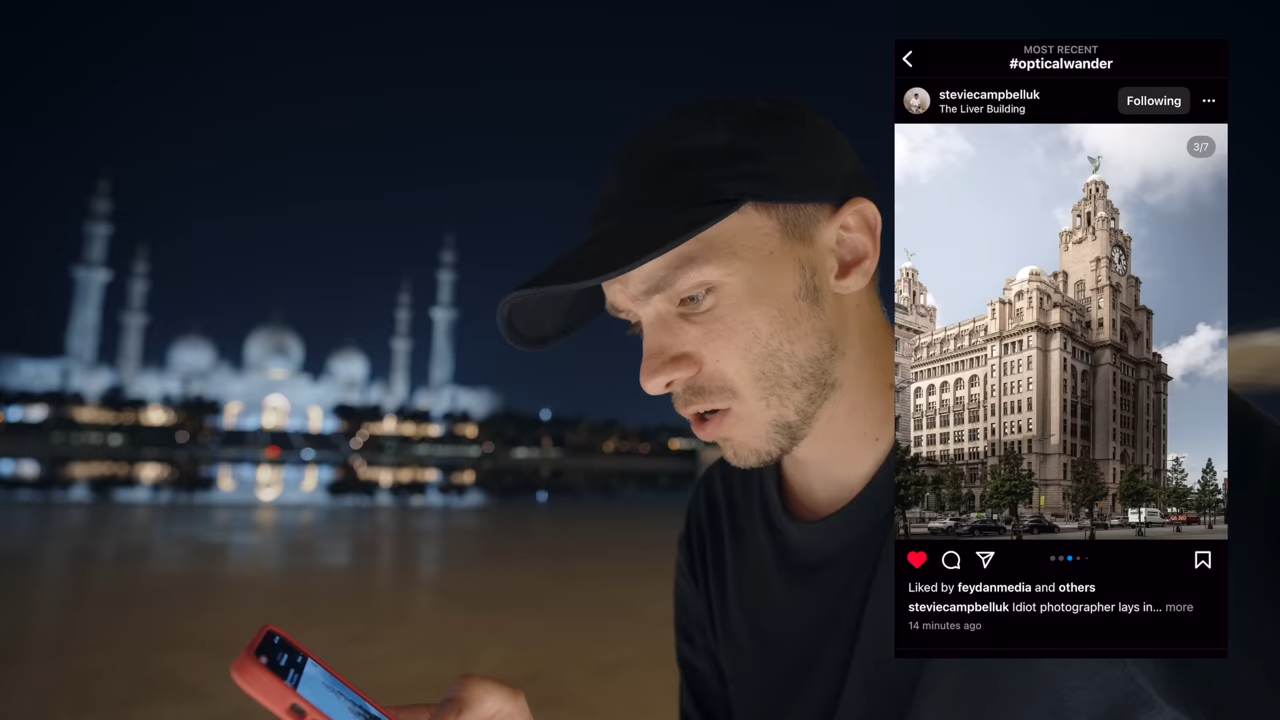 MOST RECENT
#opticalwander
steviecampbelluk
The Liver Building
Following
3/7
Liked by feydanmedia and others
steviecampbelluk Idiot photographer lays in... more
14 minutes ago